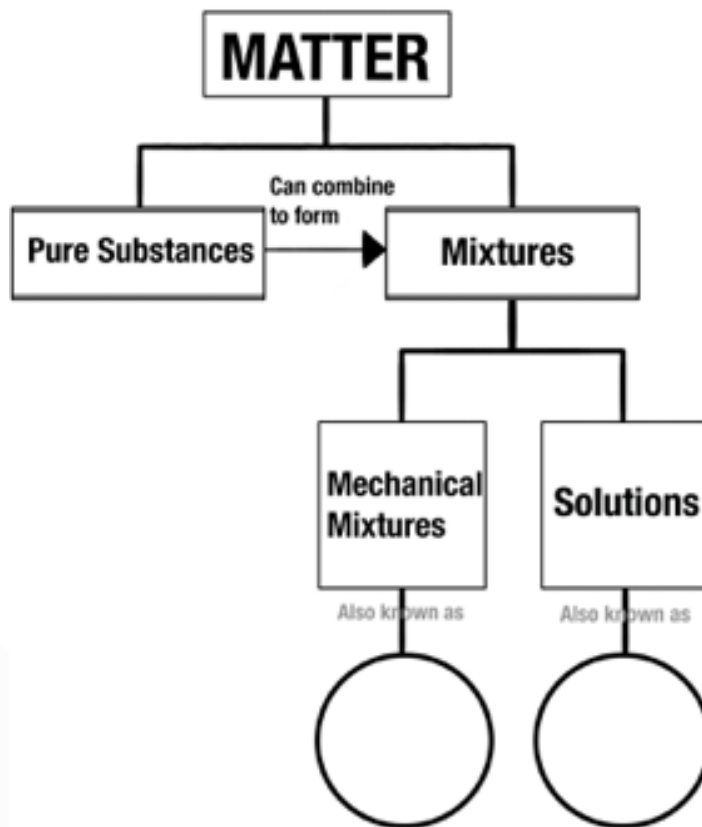 MATTER
Can combine
to form
Pure Substances
Mixtures
Mechanical
Mixtures
Solutions
Also known as
Also known as